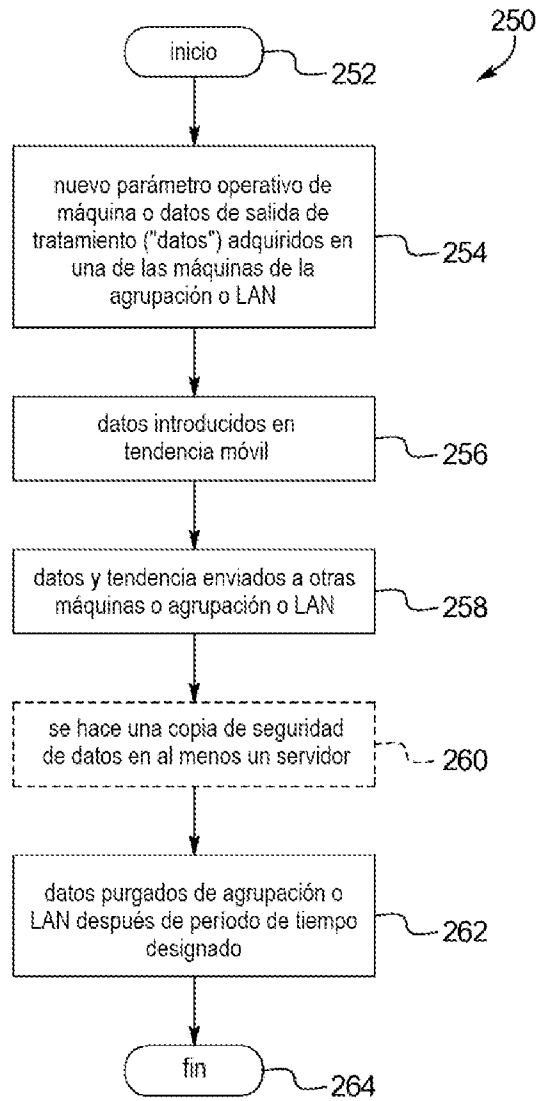 250
inicio
252
nuevo parámetro operativo de
máquina o datos de salida de
tratamiento ("datos") adquiridos en
una de las máquinas de la
agrupación o LAN
254
datos introducidos en
tendencia móvil
256
datos y tendencia enviados a otras
máquinas o agrupación o LAN
258
se hace una copia de seguridad
de datos en al menos un servidor
260
datos purgados de agrupación o
LAN después de período de tiempo
designado
262
fin
264